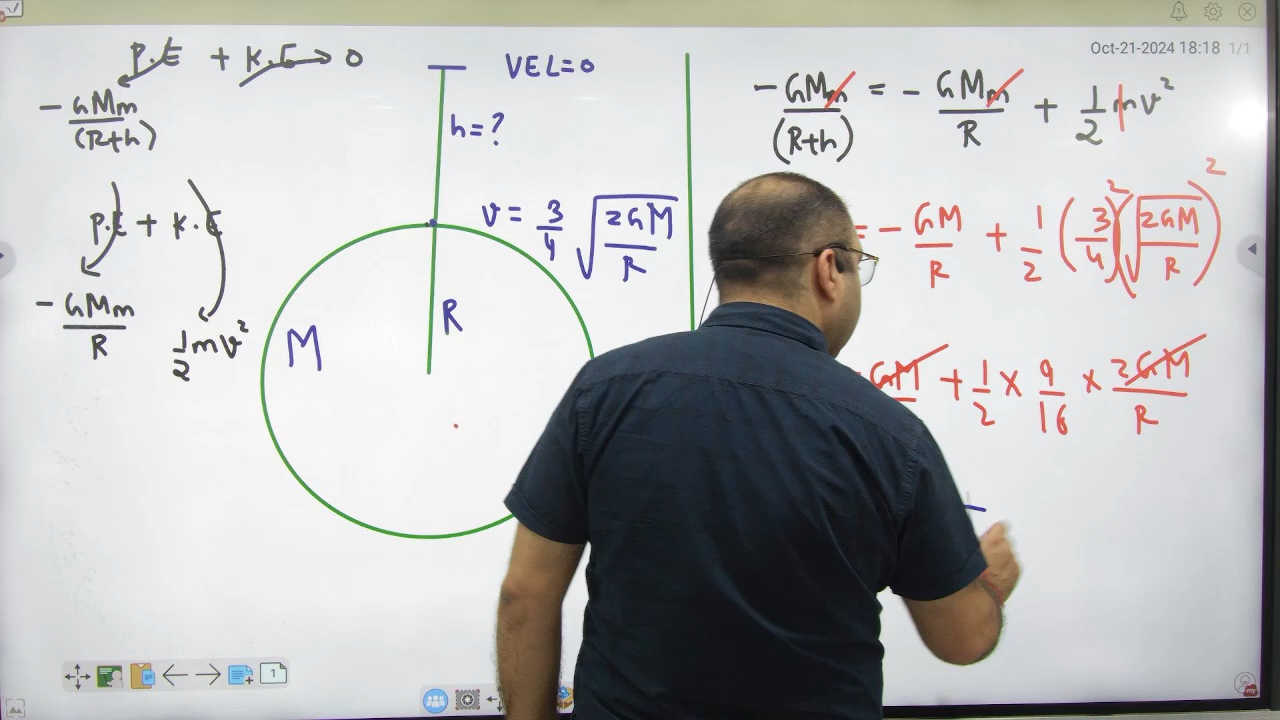 Oct-21-2024 18:18 1/1
P.E + K.E → 0
- GMm/(R+h)
P.E + K.E
- GMm/R
1/2 mv²
VEL=0
h=?
v = 3/4 √(2GM/R)
R
M
- GMm/(R+h) = - GMm/R + 1/2 mv²
= - GM/R + 1/2 (3/4)² (√(2GM/R))²
GM + 1/2 × 9/16 × 2GM/R
1